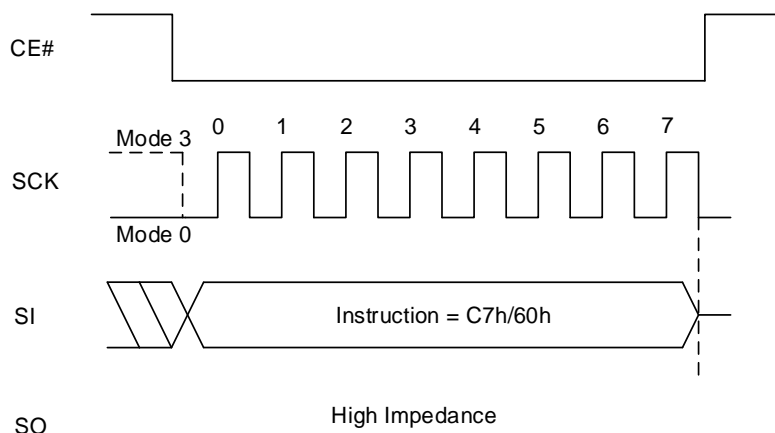 CE#
SCK
Mode 3
0 1 2 3 4 5 6 7
Mode 0
SI
Instruction = C7h/60h
SO
High Impedance